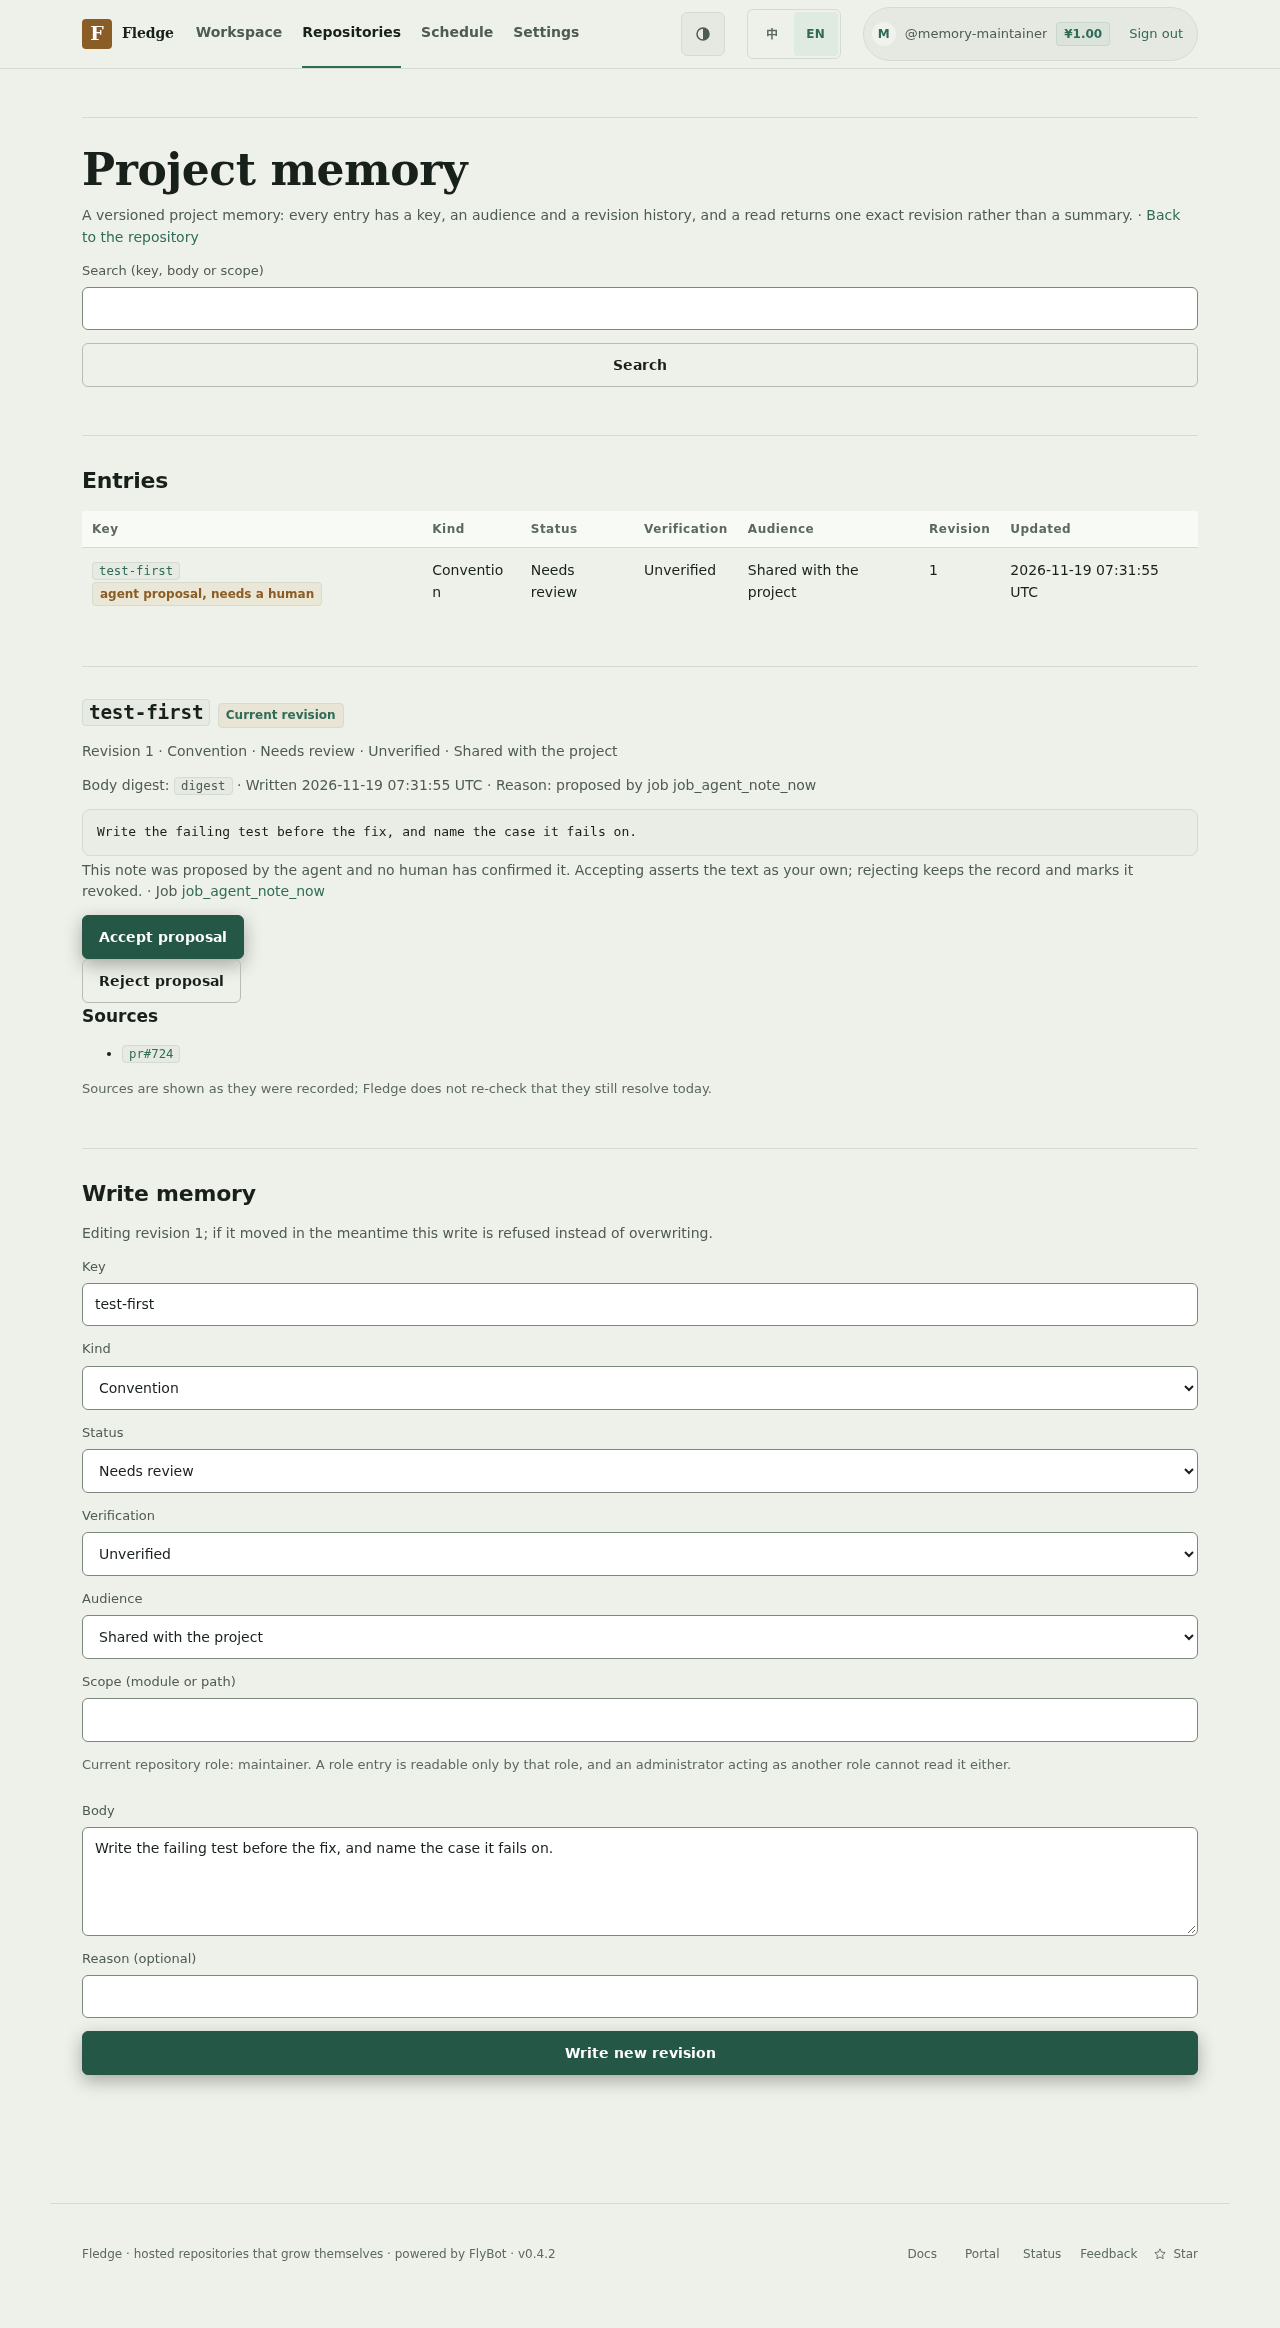 F Fledge Workspace Repositories Schedule Settings 中 EN M @memory-maintainer ¥1.00 Sign out
Project memory
A versioned project memory: every entry has a key, an audience and a revision history, and a read returns one exact revision rather than a summary. · Back
to the repository
Search (key, body or scope)
Search
Entries
Key Kind Status Verification Audience Revision Updated
test-first Conventio Needs Unverified Shared with the 1 2026-11-19 07:31:55
agent proposal, needs a human n review project UTC
test-first Current revision
Revision 1 · Convention · Needs review · Unverified · Shared with the project
Body digest: digest · Written 2026-11-19 07:31:55 UTC · Reason: proposed by job job_agent_note_now
Write the failing test before the fix, and name the case it fails on.
This note was proposed by the agent and no human has confirmed it. Accepting asserts the text as your own; rejecting keeps the record and marks it
revoked. · Job job_agent_note_now
Accept proposal
Reject proposal
Sources
• pr#724
Sources are shown as they were recorded; Fledge does not re-check that they still resolve today.
Write memory
Editing revision 1; if it moved in the meantime this write is refused instead of overwriting.
Key
test-first
Kind
Convention
Status
Needs review
Verification
Unverified
Audience
Shared with the project
Scope (module or path)
Current repository role: maintainer. A role entry is readable only by that role, and an administrator acting as another role cannot read it either.
Body
Write the failing test before the fix, and name the case it fails on.
Reason (optional)
Write new revision
Fledge · hosted repositories that grow themselves · powered by FlyBot · v0.4.2 Docs Portal Status Feedback Star